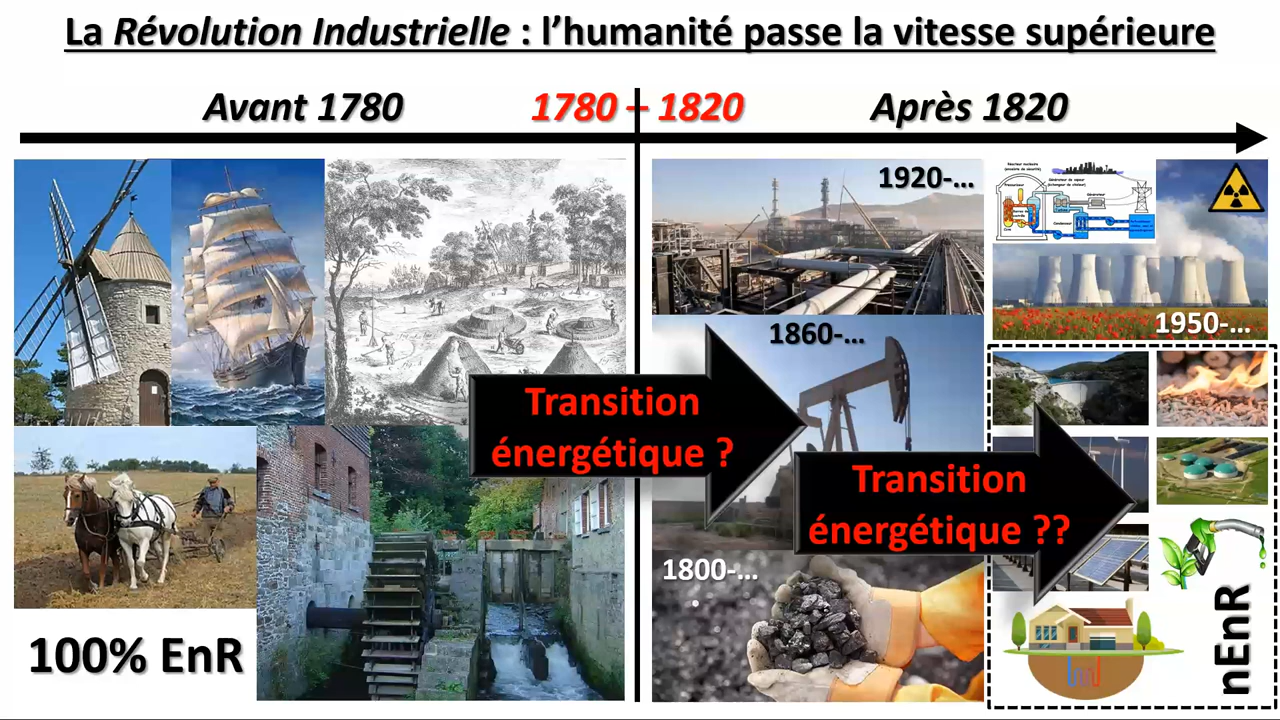 La Révolution Industrielle : l’humanité passe la vitesse supérieure
Avant 1780
1780 – 1820
Après 1820
1920-…
1860-…
1950-…
Transition
énergétique ?
Transition
énergétique ??
1800-…
100% EnR
nEnR